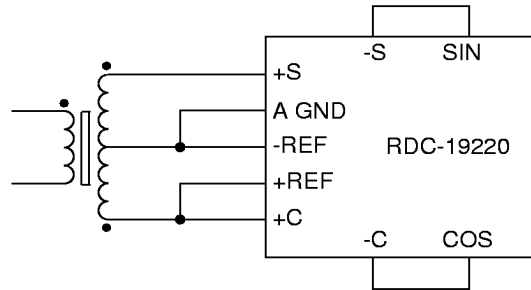 -S SIN
+S
A GND
-REF RDC-19220
+REF
+C
-C COS